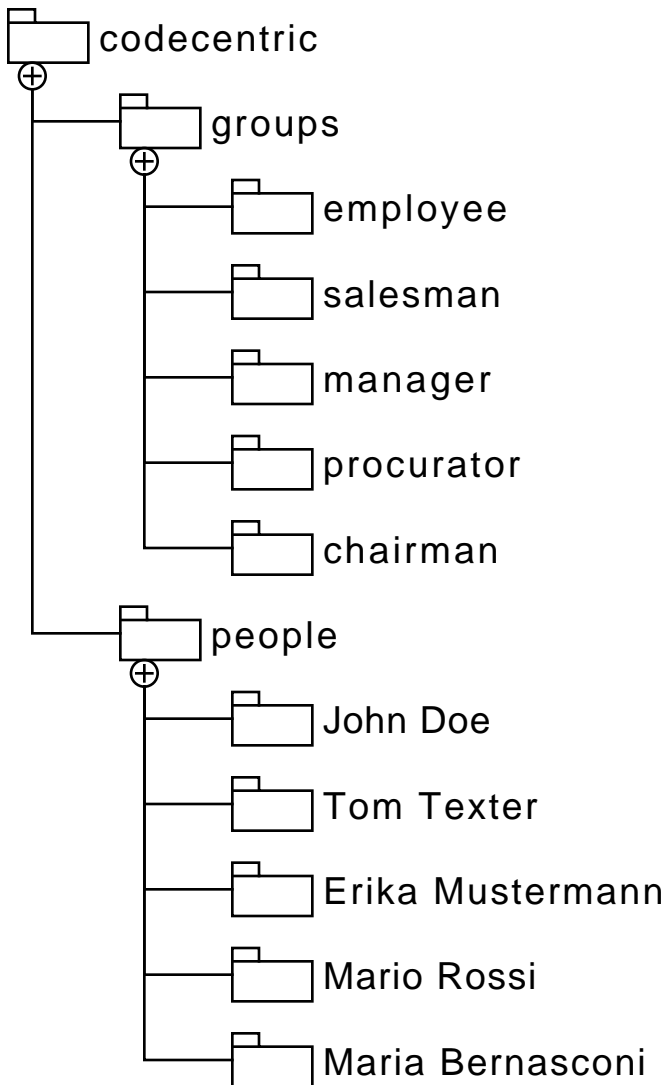 codecentric
groups
employee
salesman
manager
procurator
chairman
people
John Doe
Tom Texter
Erika Mustermann
Mario Rossi
Maria Bernasconi